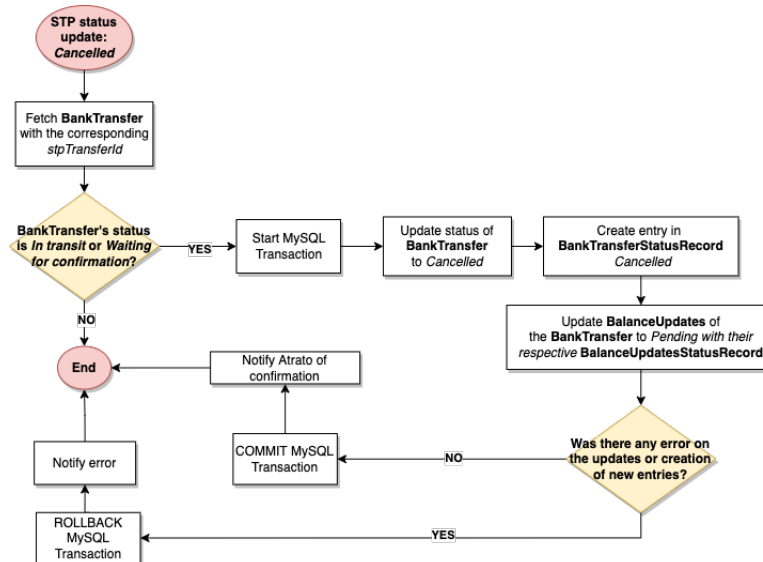 STP status
update:
Cancelled
Fetch BankTransfer
with the corresponding
stpTransferId
BankTransfer's status
is In transit or Waiting
for confirmation?
YES
Start MySQL
Transaction
Update status of
BankTransfer
to Cancelled
Create entry in
BankTransferStatusRecord
Cancelled
NO
Update BalanceUpdates of
the BankTransfer to Pending with their
respective BalanceUpdatesStatusRecord
End
Notify Atrato of
confirmation
Was there any error on
the updates or creation
of new entries?
NO
COMMIT MySQL
Transaction
Notify error
YES
ROLLBACK
MySQL
Transaction